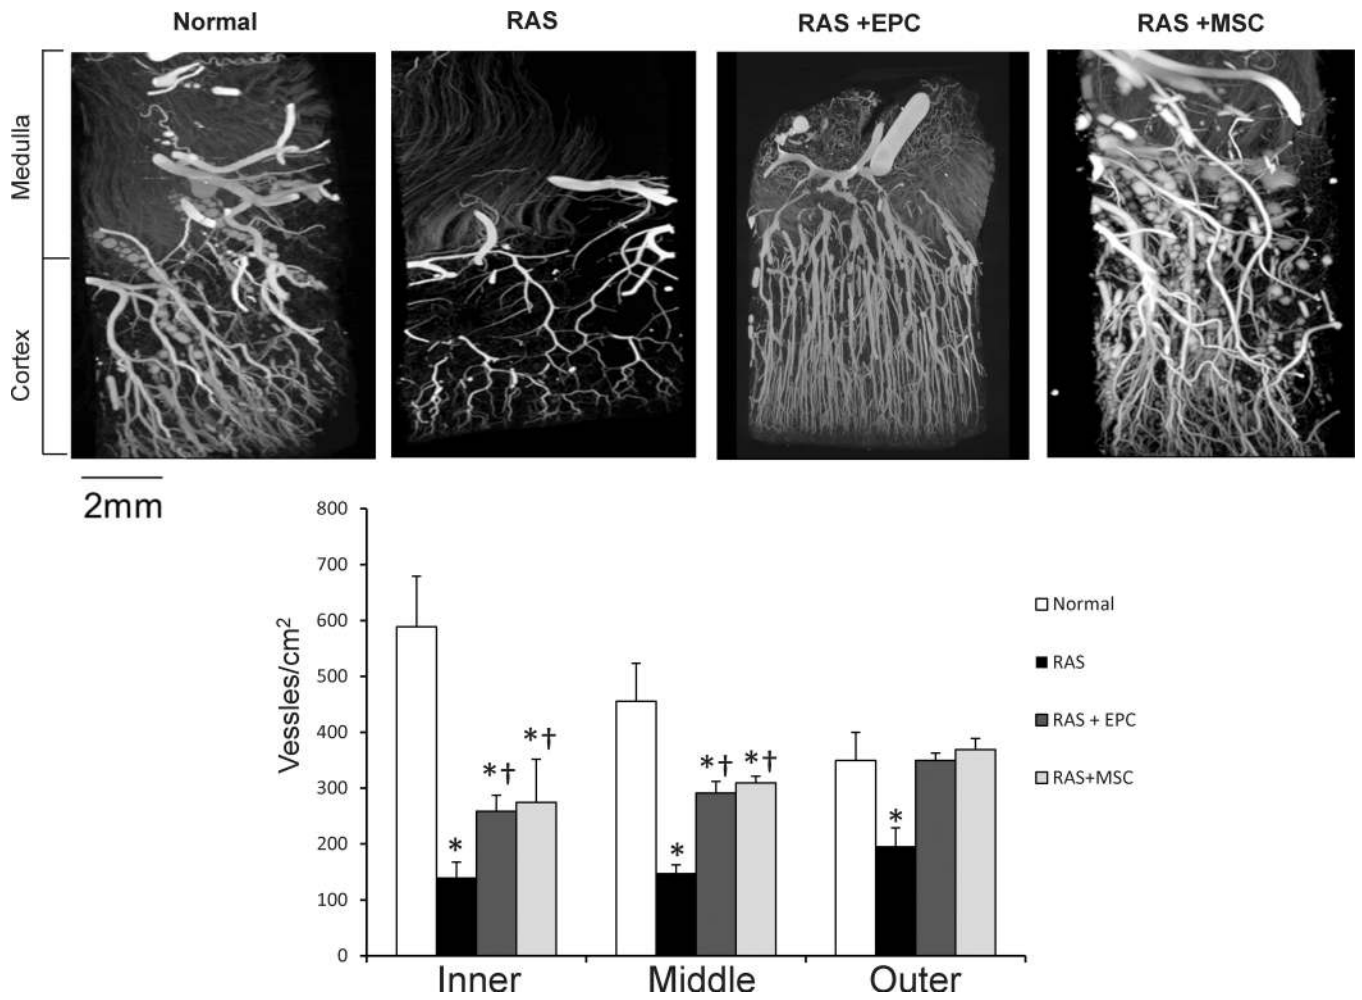 Normal
RAS
RAS +EPC
RAS +MSC
Medulla
Cortex
2mm
Vessles/cm²
800
700
600
500
400
300
200
100
0
*
*†
*†
*
*†
*†
*
Inner
Middle
Outer
Normal
RAS
RAS + EPC
RAS+MSC